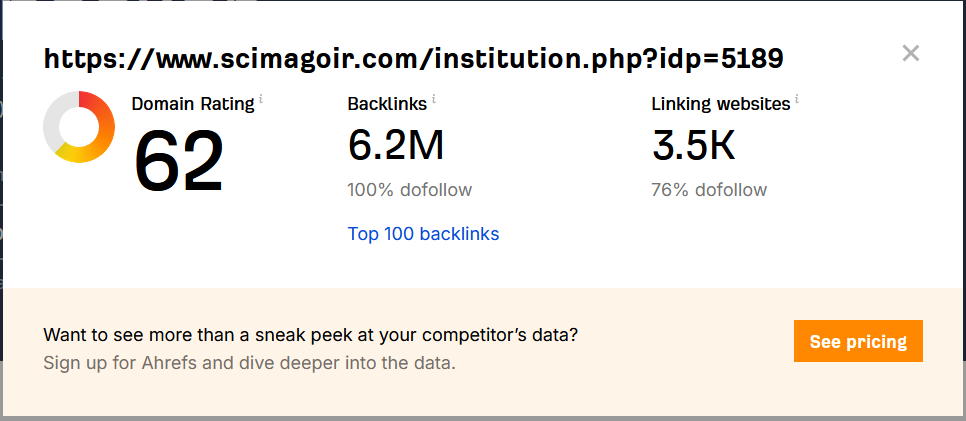 https://www.scimagoir.com/institution.php?idp=5189
Domain Rating i
Backlinks i
Linking websites i
62
6.2M
3.5K
100% dofollow
76% dofollow
Top 100 backlinks
Want to see more than a sneak peek at your competitor’s data?
See pricing
Sign up for Ahrefs and dive deeper into the data.